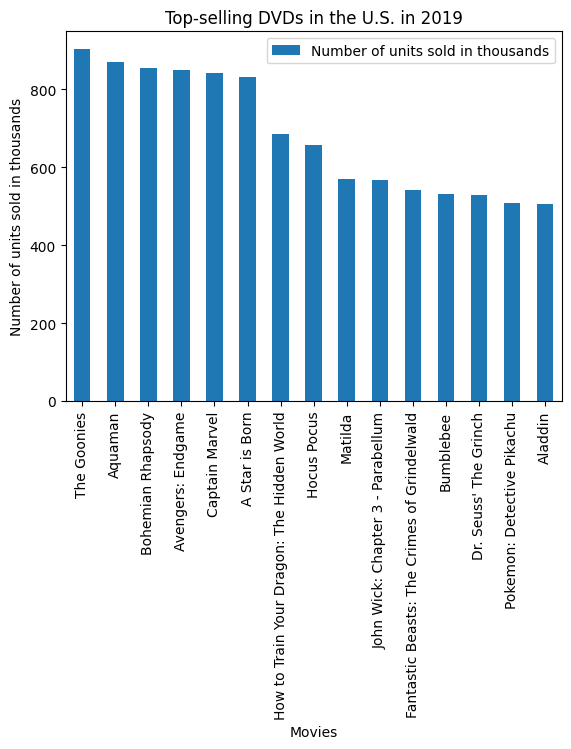 Top-selling DVDs in the U.S. in 2019
Number of units sold in thousands
Number of units sold in thousands
800
600
400
200
0
The Goonies
Aquaman
Bohemian Rhapsody
Avengers: Endgame
Captain Marvel
A Star is Born
How to Train Your Dragon: The Hidden World
Hocus Pocus
Matilda
John Wick: Chapter 3 - Parabellum
Fantastic Beasts: The Crimes of Grindelwald
Bumblebee
Dr. Seuss' The Grinch
Pokemon: Detective Pikachu
Aladdin
Movies